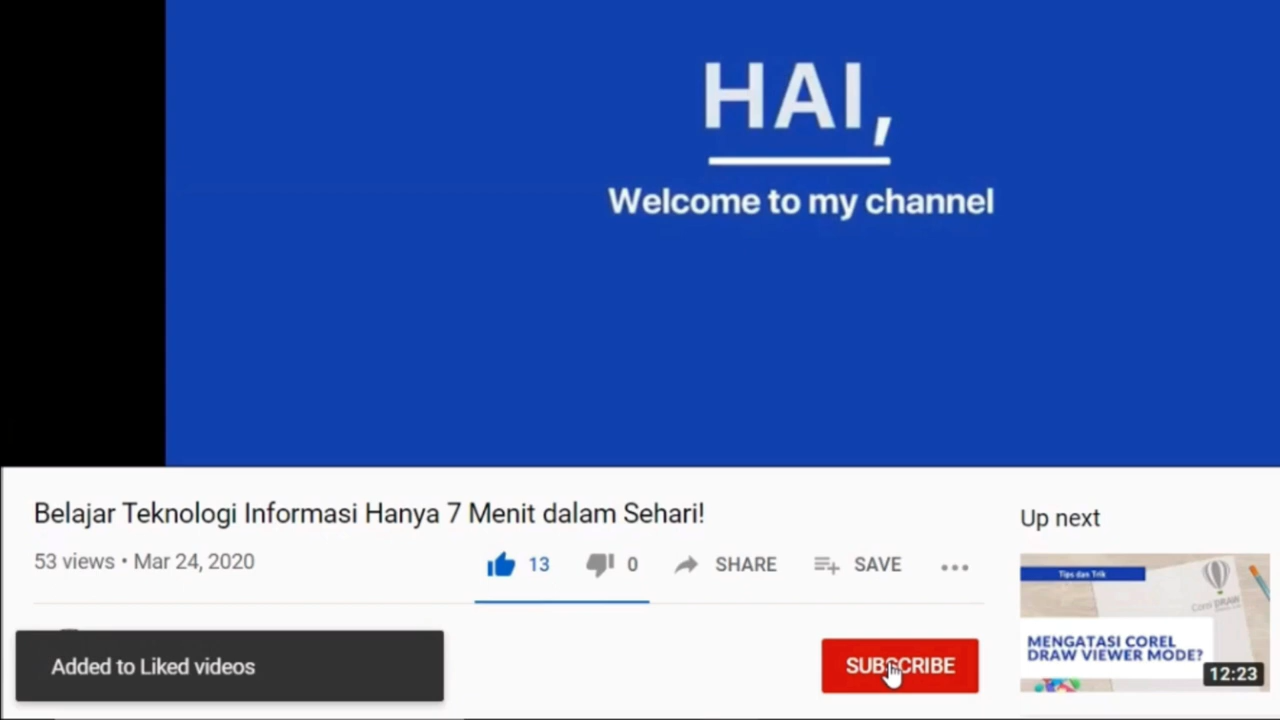 HAI,
Welcome to my channel
Belajar Teknologi Informasi Hanya 7 Menit dalam Sehari!
53 views • Mar 24, 2020
13
0
SHARE
SAVE
Added to Liked videos
SUBSCRIBE
Up next
Tips dan Trik
Corel DRAW
MENGATASI COREL
DRAW VIEWER MODE?
12:23